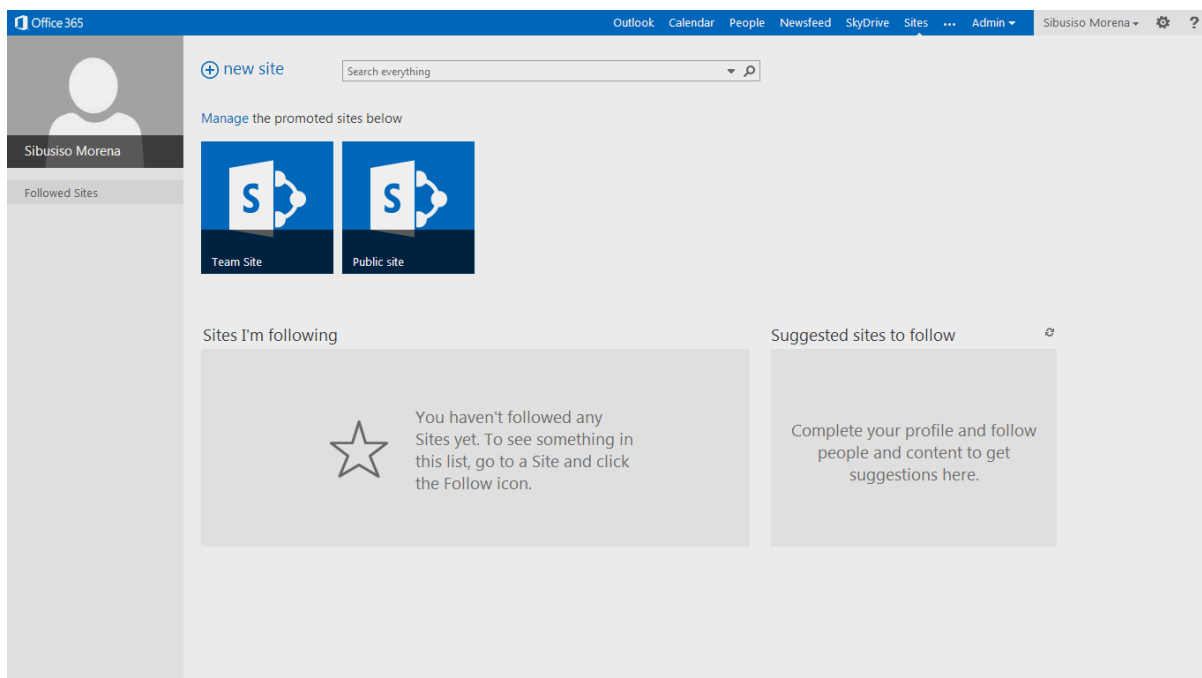 Office 365
Outlook Calendar People Newsfeed SkyDrive Sites ... Admin Sibusiso Morena ?
new site
Search everything
Manage the promoted sites below
Sibusiso Morena
Followed Sites
S
S
Team Site
Public site
Sites I'm following
You haven't followed any
Sites yet. To see something in
this list, go to a Site and click
the Follow icon.
Suggested sites to follow
Complete your profile and follow
people and content to get
suggestions here.